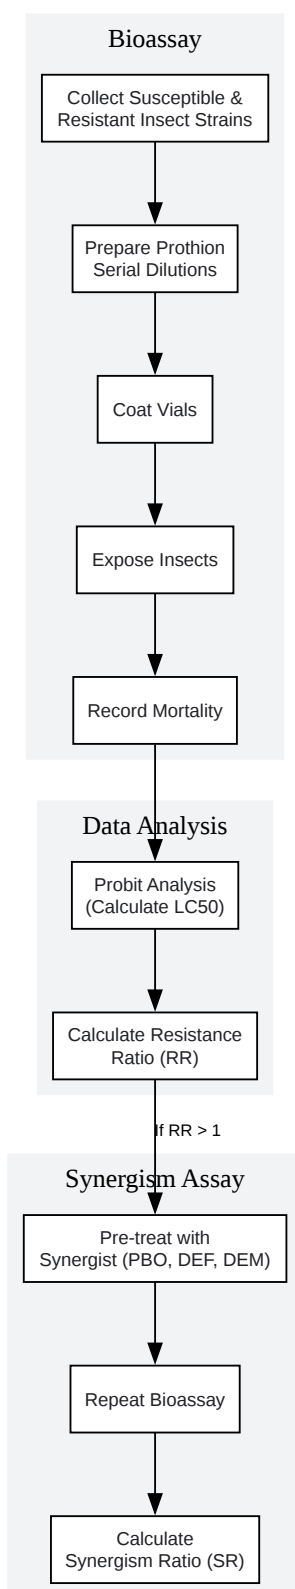 Bioassay
Collect Susceptible &
Resistant Insect Strains
Prepare Prothion
Serial Dilutions
Coat Vials
Expose Insects
Record Mortality
Data Analysis
Probit Analysis
(Calculate LC50)
Calculate Resistance
Ratio (RR)
If RR > 1
Synergism Assay
Pre-treat with
Synergist (PBO, DEF, DEM)
Repeat Bioassay
Calculate
Synergism Ratio (SR)